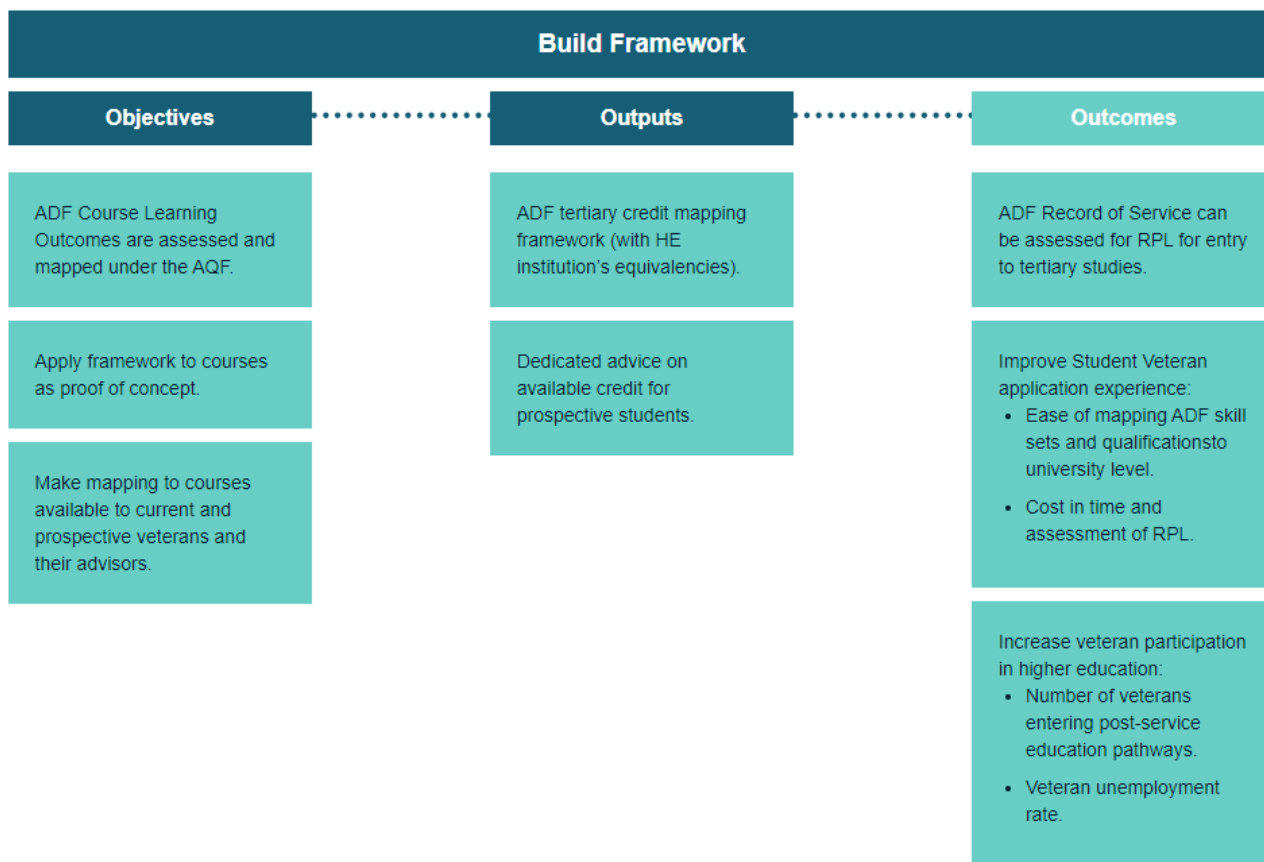 Build Framework
Objectives
Outputs
Outcomes
ADF Course Learning
Outcomes are assessed and
mapped under the AQF.
Apply framework to courses
as proof of concept.
Make mapping to courses
available to current and
prospective veterans and
their advisors.
ADF tertiary credit mapping
framework (with HE
institution's equivalencies).
Dedicated advice on
available credit for
prospective students.
ADF Record of Service can
be assessed for RPL for entry
to tertiary studies.
Improve Student Veteran
application experience:
• Ease of mapping ADF skill
sets and qualificationsto
university level.
• Cost in time and
assessment of RPL.
Increase veteran participation
in higher education:
• Number of veterans
entering post-service
education pathways.
• Veteran unemployment
rate.